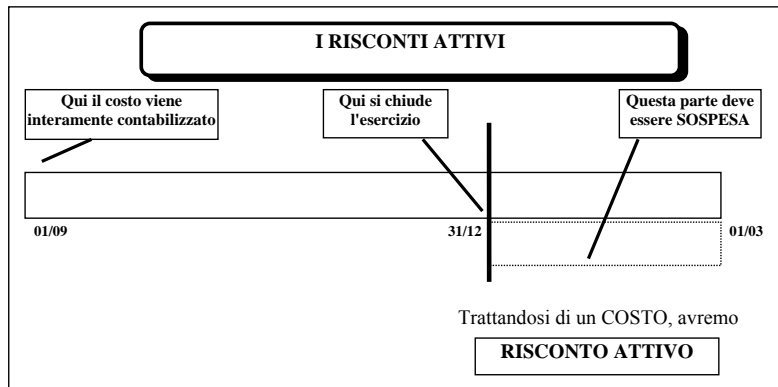 I RISCONTI ATTIVI
Qui il costo viene
interamente contabilizzato
Qui si chiude
l'esercizio
Questa parte deve
essere SOSPESA
01/09
31/12
01/03
Trattandosi di un COSTO, avremo
RISCONTO ATTIVO